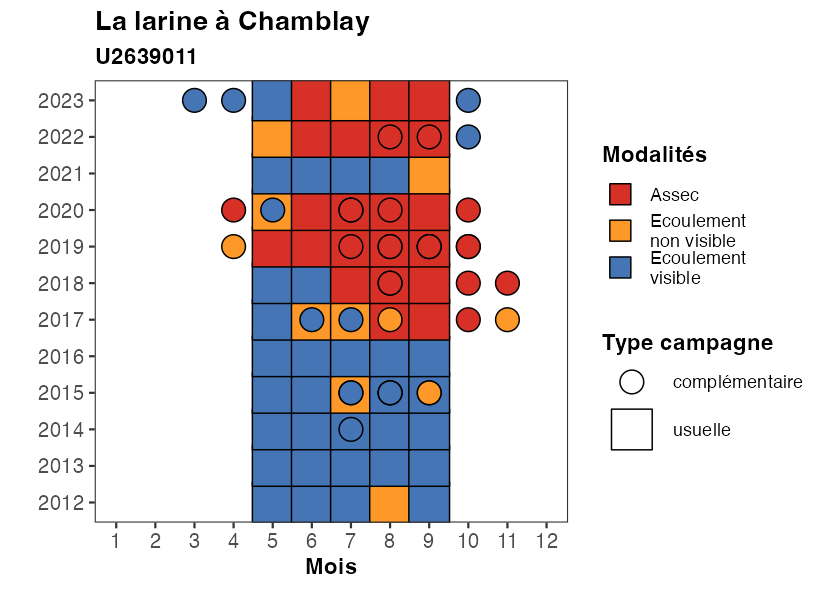 La larine à Chamblay
U2639011
2023
2022
2021
2020
2019
2018
2017
2016
2015
2014
2013
2012
1 2 3 4 5 6 7 8 9 10 11 12
Mois
Modalités
Assec
Ecoulement
non visible
Ecoulement
visible
Type campagne
complémentaire
usuelle